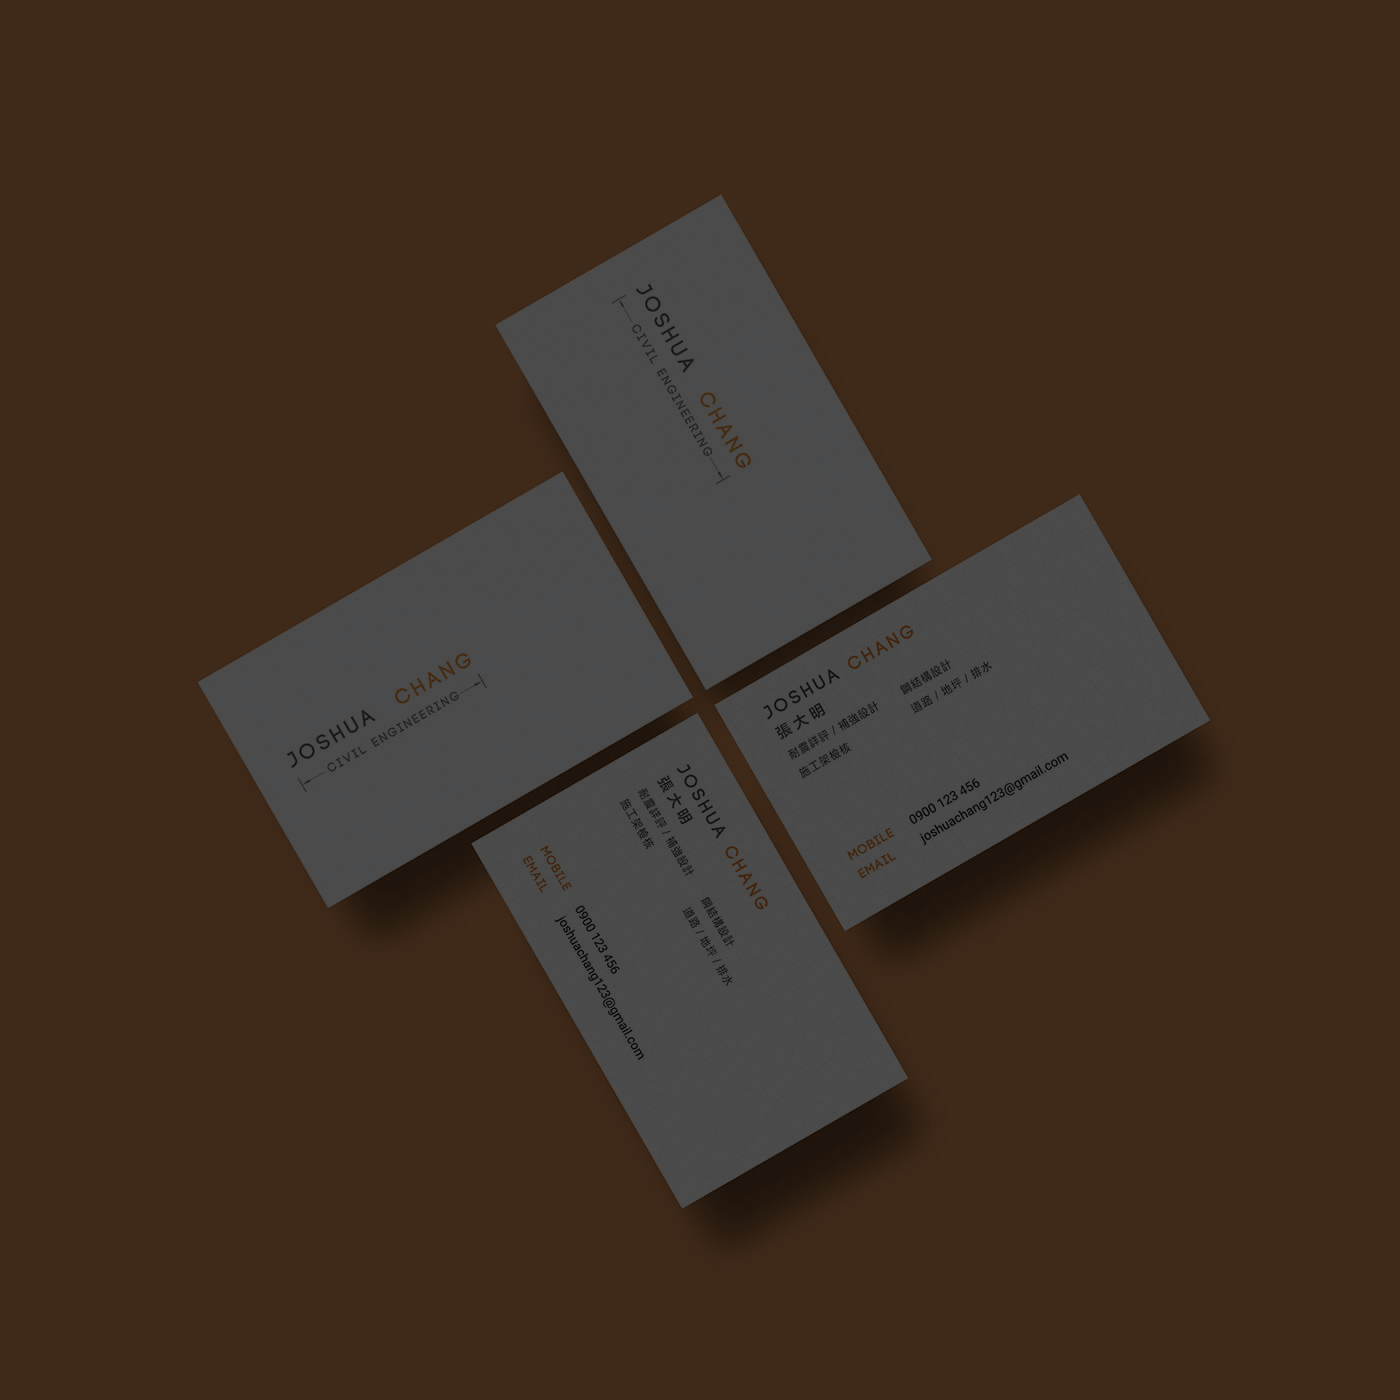 JOSHUA CHANG
CIVIL ENGINEERING
JOSHUA CHANG
CIVIL ENGINEERING
JOSHUA CHANG
張大明
耐震詳評 / 補強設計 鋼結構設計
施工架檢核 道路 / 地坪 / 排水
MOBILE 0900 123 456
EMAIL joshuachang123@gmail.com
JOSHUA CHANG
張大明
耐震詳評 / 補強設計 鋼結構設計
施工架檢核 道路 / 地坪 / 排水
MOBILE 0900 123 456
EMAIL joshuachang123@gmail.com